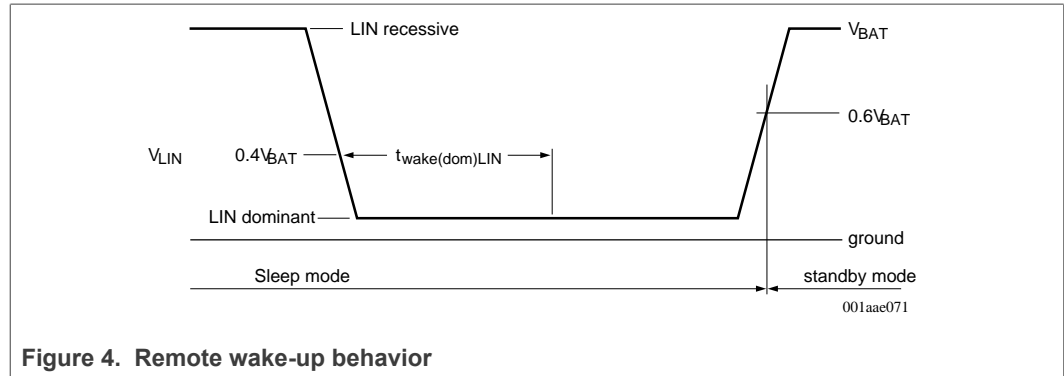 LIN recessive
VBAT
0.6VBAT
VLIN
0.4VBAT
twake(dom)LIN
LIN dominant
ground
Sleep mode
standby mode
001aae071
Figure 4. Remote wake-up behavior